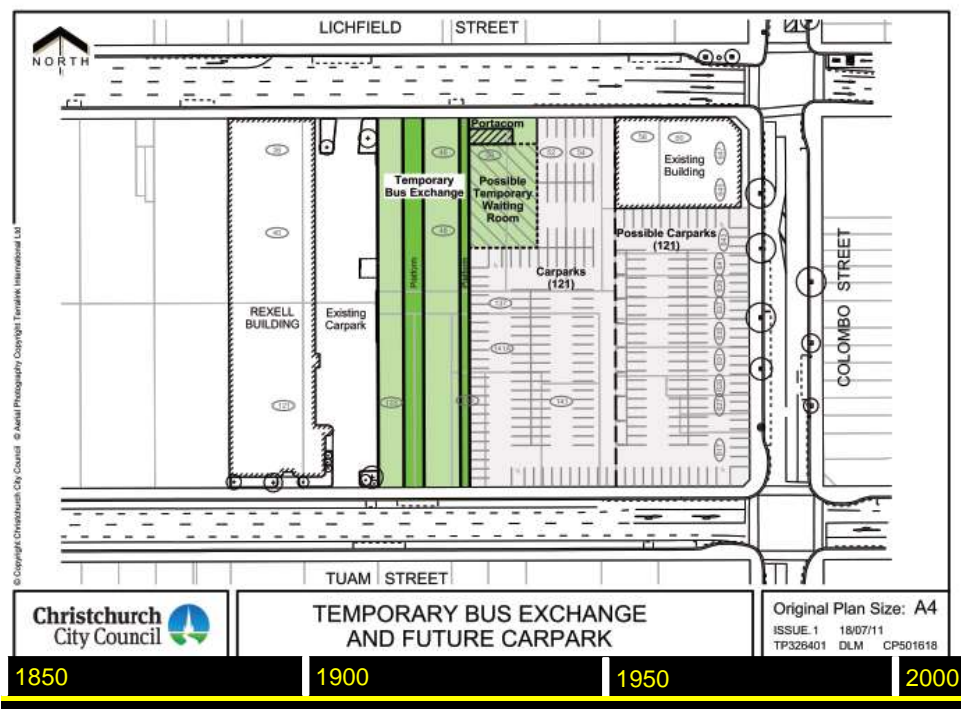 LICHFIELD STREET
NORTH
Portacom
Temporary
Bus Exchange
Possible
Temporary
Waiting
Room
Existing
Building
Possible Carparks
(121)
Carparks
(121)
Platform
REXELL
BUILDING
Existing
Carpark
COLOMBO STREET
TUAM STREET
© Copyright Christchurch City Council © Aerial Photography Copyright Terralink International Ltd
Christchurch
City Council
TEMPORARY BUS EXCHANGE
AND FUTURE CARPARK
Original Plan Size: A4
ISSUE.1 18/07/11
TP326401 DLM CP501618
1850 1900 1950 2000